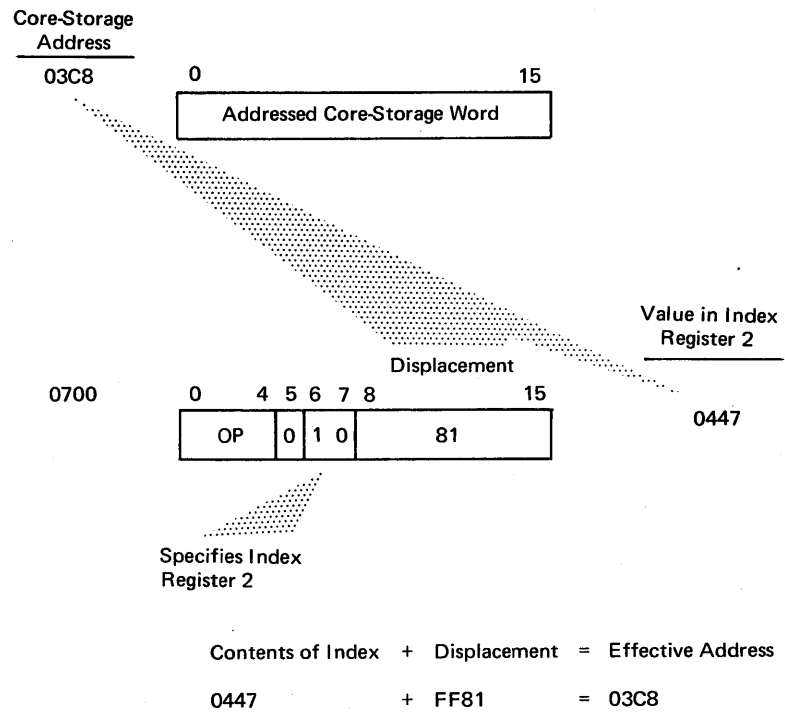 Core-Storage
Address
03C8
0 15
Addressed Core-Storage Word
Value in Index
Register 2
Displacement
0700
0 4 5 6 7 8 15
0447
OP 0 1 0 81
Specifies Index
Register 2
Contents of Index + Displacement = Effective Address
0447 + FF81 = 03C8